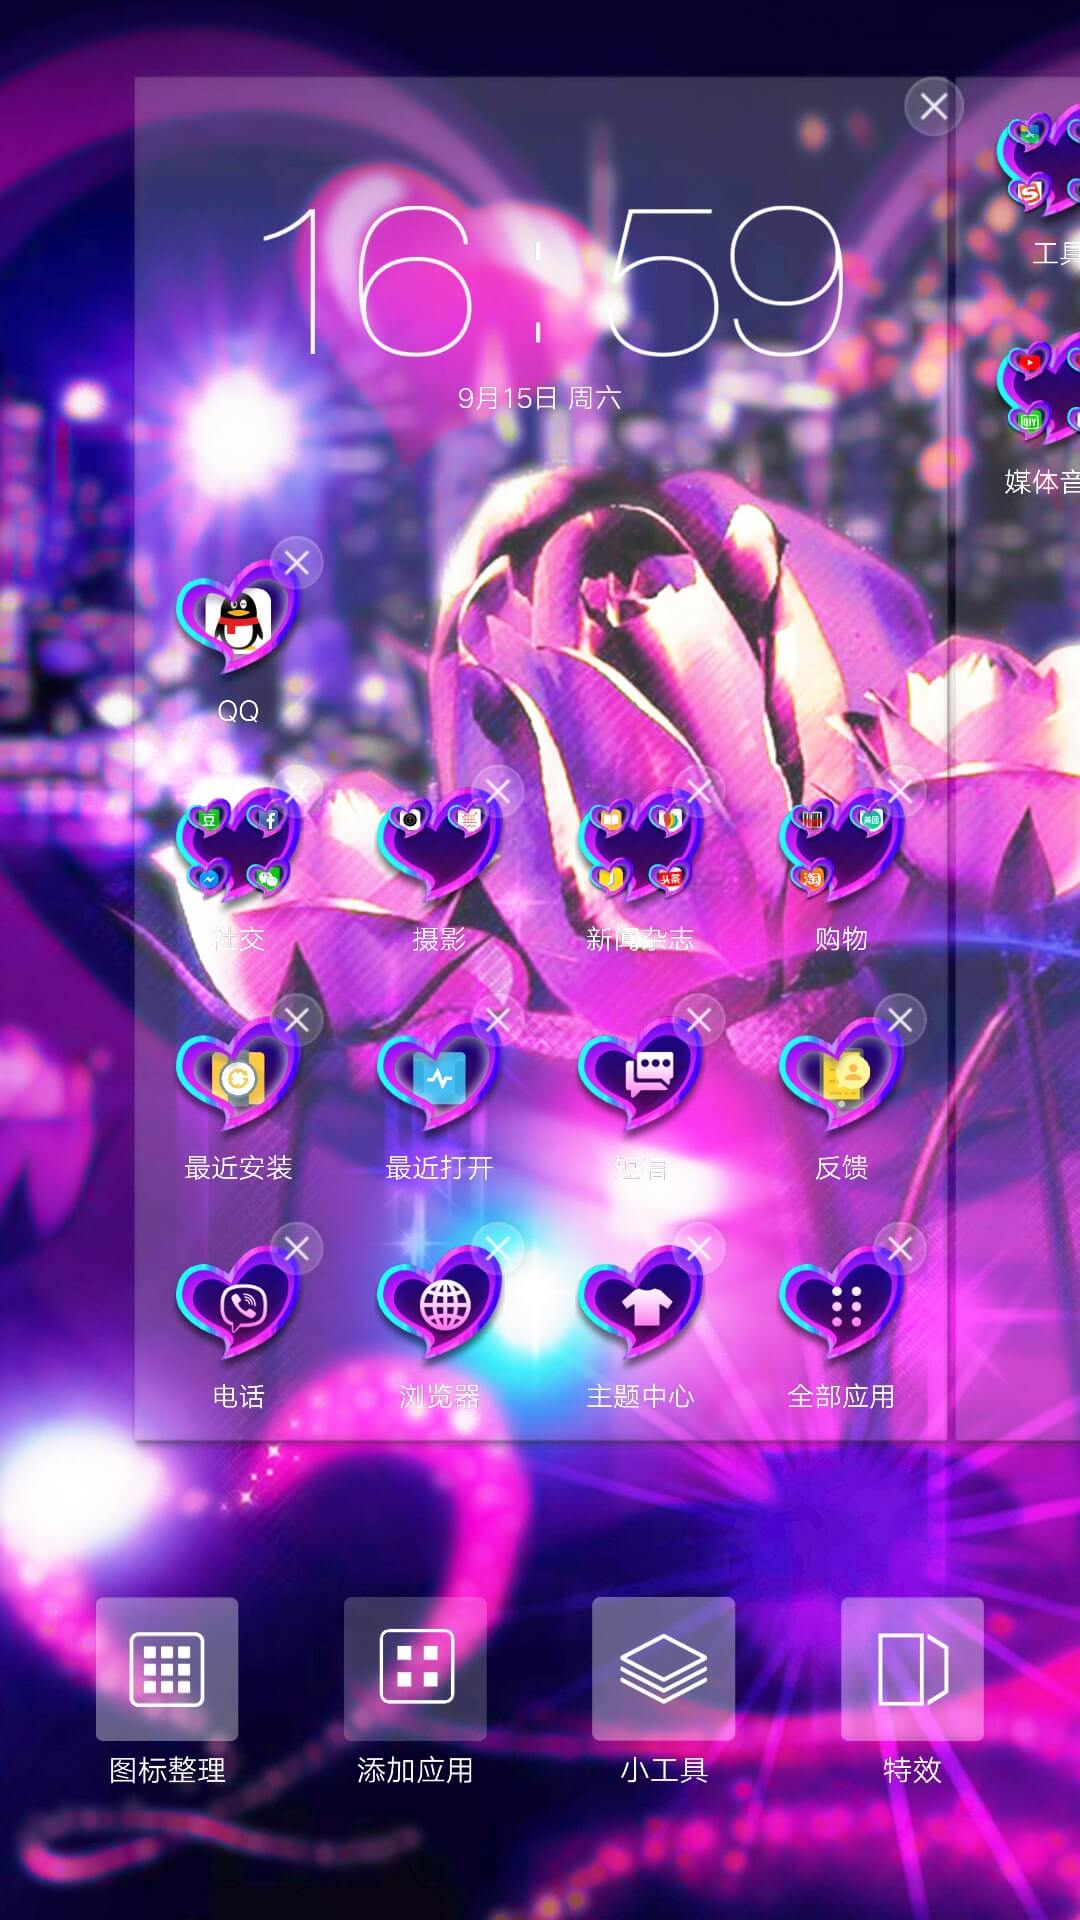 16:59
9月15日 周六
工具
媒体音
QQ
社交
摄影
新闻杂志
购物
最近安装
最近打开
短信
反馈
电话
浏览器
主题中心
全部应用
图标整理
添加应用
小工具
特效